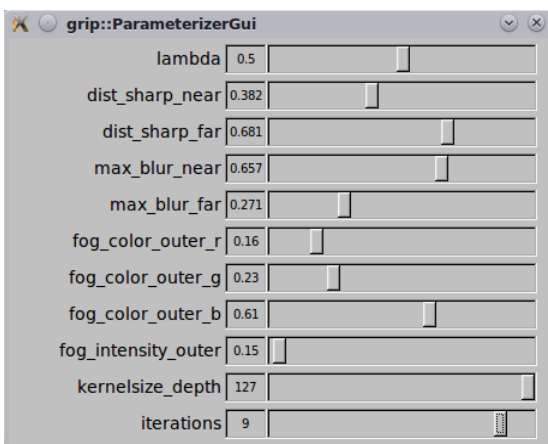 grip::ParameterizerGui
lambda 0.5
dist_sharp_near 0.382
dist_sharp_far 0.681
max_blur_near 0.657
max_blur_far 0.271
fog_color_outer_r 0.16
fog_color_outer_g 0.23
fog_color_outer_b 0.61
fog_intensity_outer 0.15
kernelsize_depth 127
iterations 9